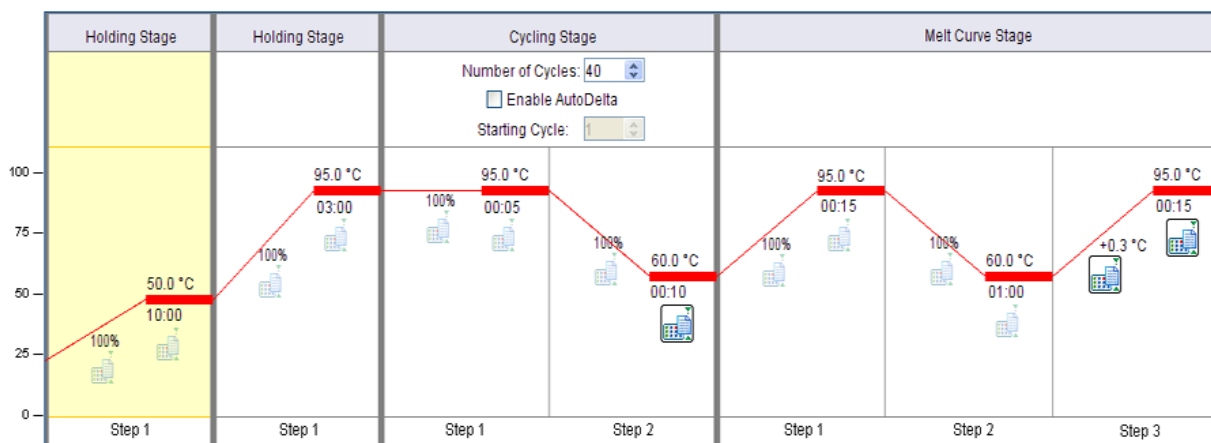 Holding Stage
Holding Stage
Cycling Stage
Melt Curve Stage
Number of Cycles: 40
Enable AutoDelta
Starting Cycle: 1
100
75
50
25
0
100%
50.0 °C
10:00
100%
95.0 °C
03:00
100%
95.0 °C
00:05
100%
60.0 °C
00:10
100%
95.0 °C
00:15
100%
60.0 °C
01:00
+0.3 °C
95.0 °C
00:15
Step 1
Step 1
Step 1
Step 2
Step 1
Step 2
Step 3